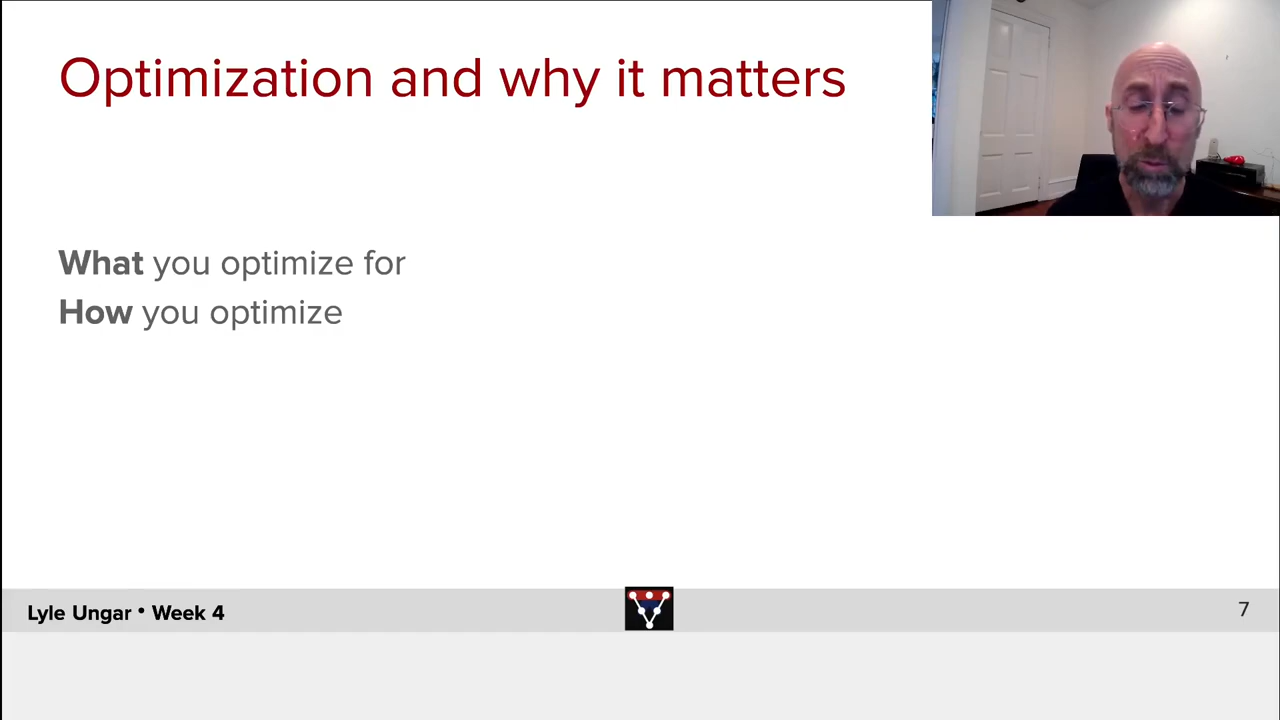 Optimization and why it matters
What you optimize for
How you optimize
Lyle Ungar • Week 4
7